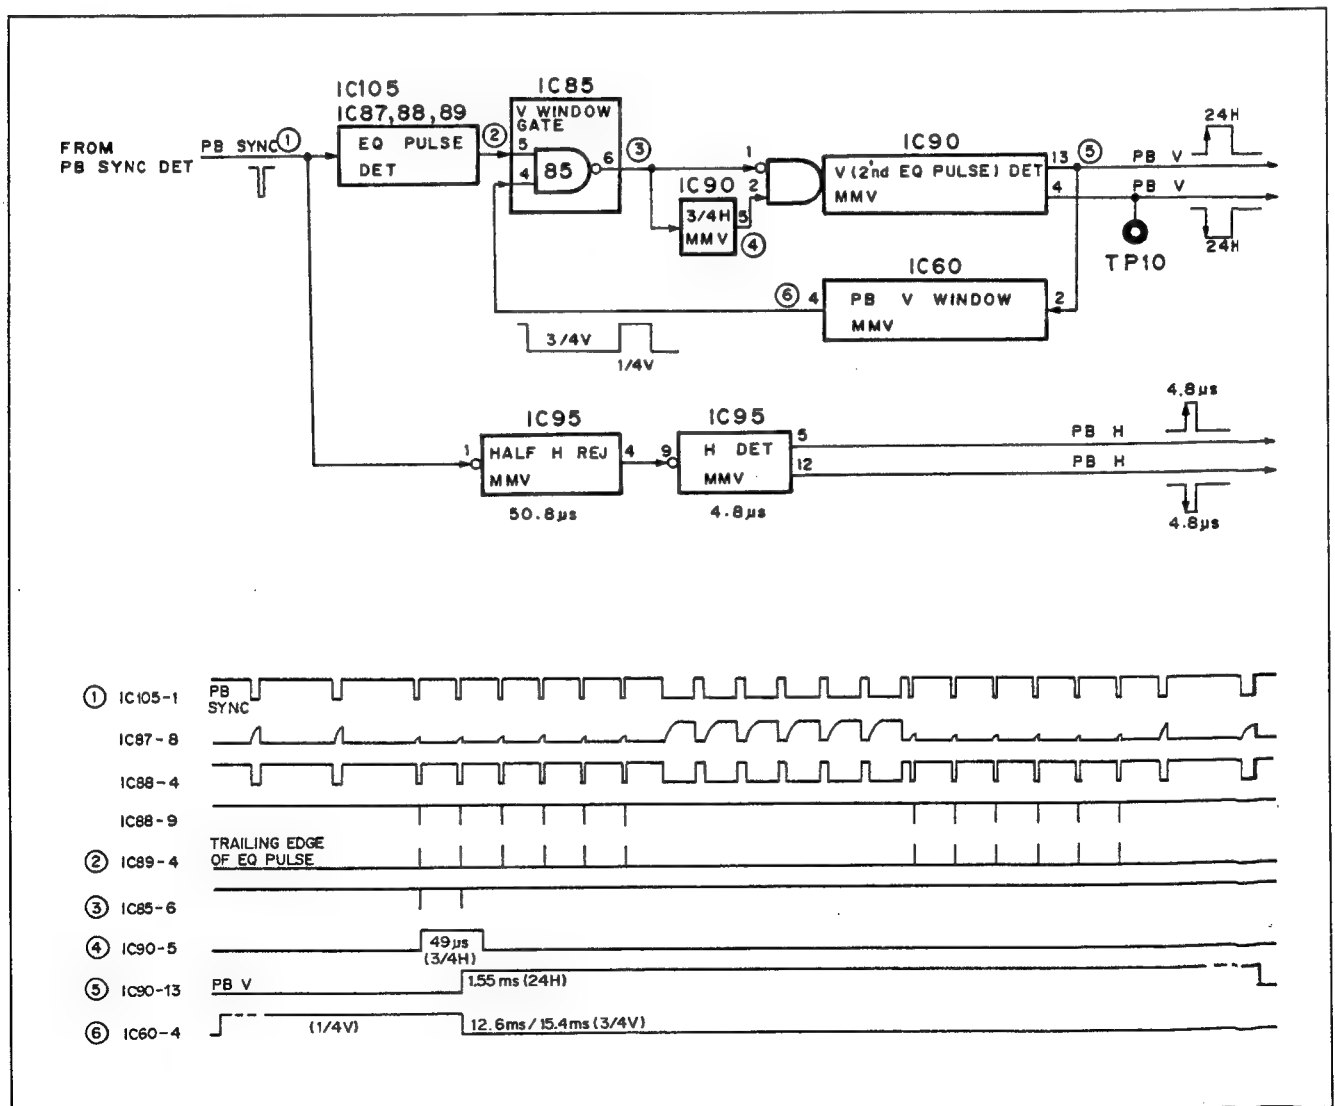 IC105
IC87,88,89
EQ PULSE
DET
FROM
PB SYNC DET
PB SYNC
①
②
IC85
V WINDOW
GATE
5
4
85
6
③
IC90
3/4H
MMV
5
④
1
2
IC90
V (2'nd EQ PULSE) DET
MMV
13
4
⑤
PB V
24H
PB V
24H
TP10
IC60
PB V WINDOW
MMV
⑥
4
2
3/4V
1/4V
IC95
1
HALF H REJ
MMV
4
50.8μs
IC95
9
H DET
MMV
5
12
4.8μs
PB H
4.8μs
PB H
4.8μs
① IC105-1 PB
SYNC
IC87-8
IC88-4
IC88-9
② IC89-4 TRAILING EDGE
OF EQ PULSE
③ IC85-6
④ IC90-5 49μs
(3/4H)
⑤ IC90-13 PB V 1.55 ms (24H)
⑥ IC60-4 (1/4V) 12.6ms/15.4ms (3/4V)